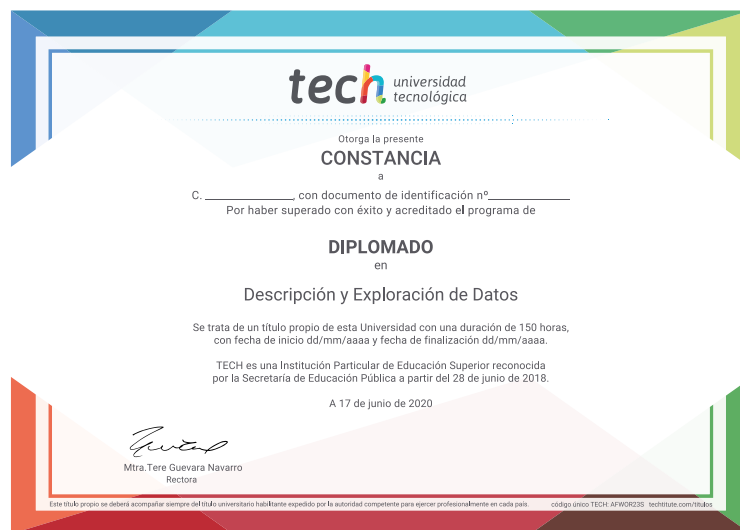 tech universidad
tecnológica
Otorga la presente
CONSTANCIA
a
C. ______________, con documento de identificación nº______________
Por haber superado con éxito y acreditado el programa de
DIPLOMADO
en
Descripción y Exploración de Datos
Se trata de un título propio de esta Universidad con una duración de 150 horas,
con fecha de inicio dd/mm/aaaa y fecha de finalización dd/mm/aaaa.
TECH es una Institución Particular de Educación Superior reconocida
por la Secretaría de Educación Pública a partir del 28 de junio de 2018.
A 17 de junio de 2020
Mtra.Tere Guevara Navarro
Rectora
Este título propio se deberá acompañar siempre del título universitario habilitante expedido por la autoridad competente para ejercer profesionalmente en cada país. código único TECH: AFWOR23S techtitute.com/titulos